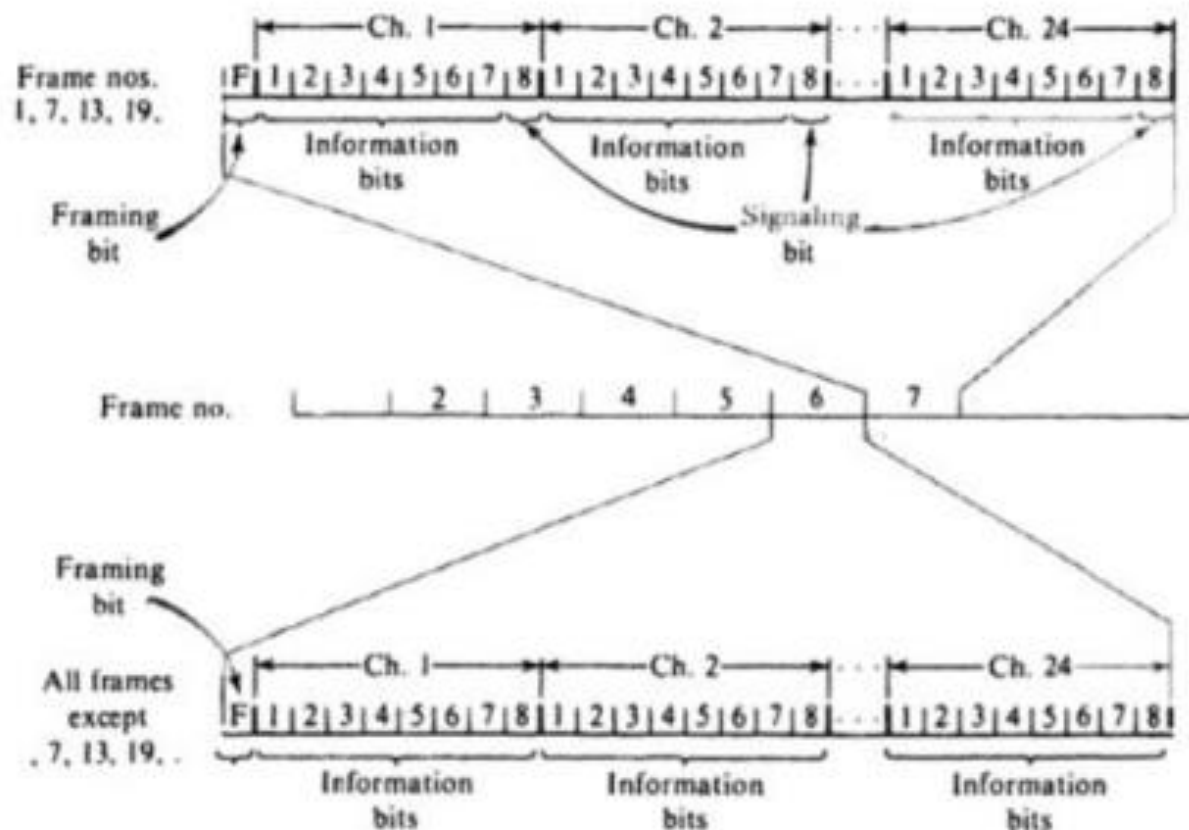 Ch. 1 Ch. 2 Ch. 24
Frame nos.
1, 7, 13, 19,
F 1 2 3 4 5 6 7 8 1 2 3 4 5 6 7 8 1 2 3 4 5 6 7 8
Information bits
Information bits
Information bits
Framing bit
Signaling bit
Frame no. 2 3 4 5 6 7
Framing bit
Ch. 1 Ch. 2 Ch. 24
All frames
except
, 7, 13, 19, .
F 1 2 3 4 5 6 7 8 1 2 3 4 5 6 7 8 1 2 3 4 5 6 7 8
Information bits
Information bits
Information bits